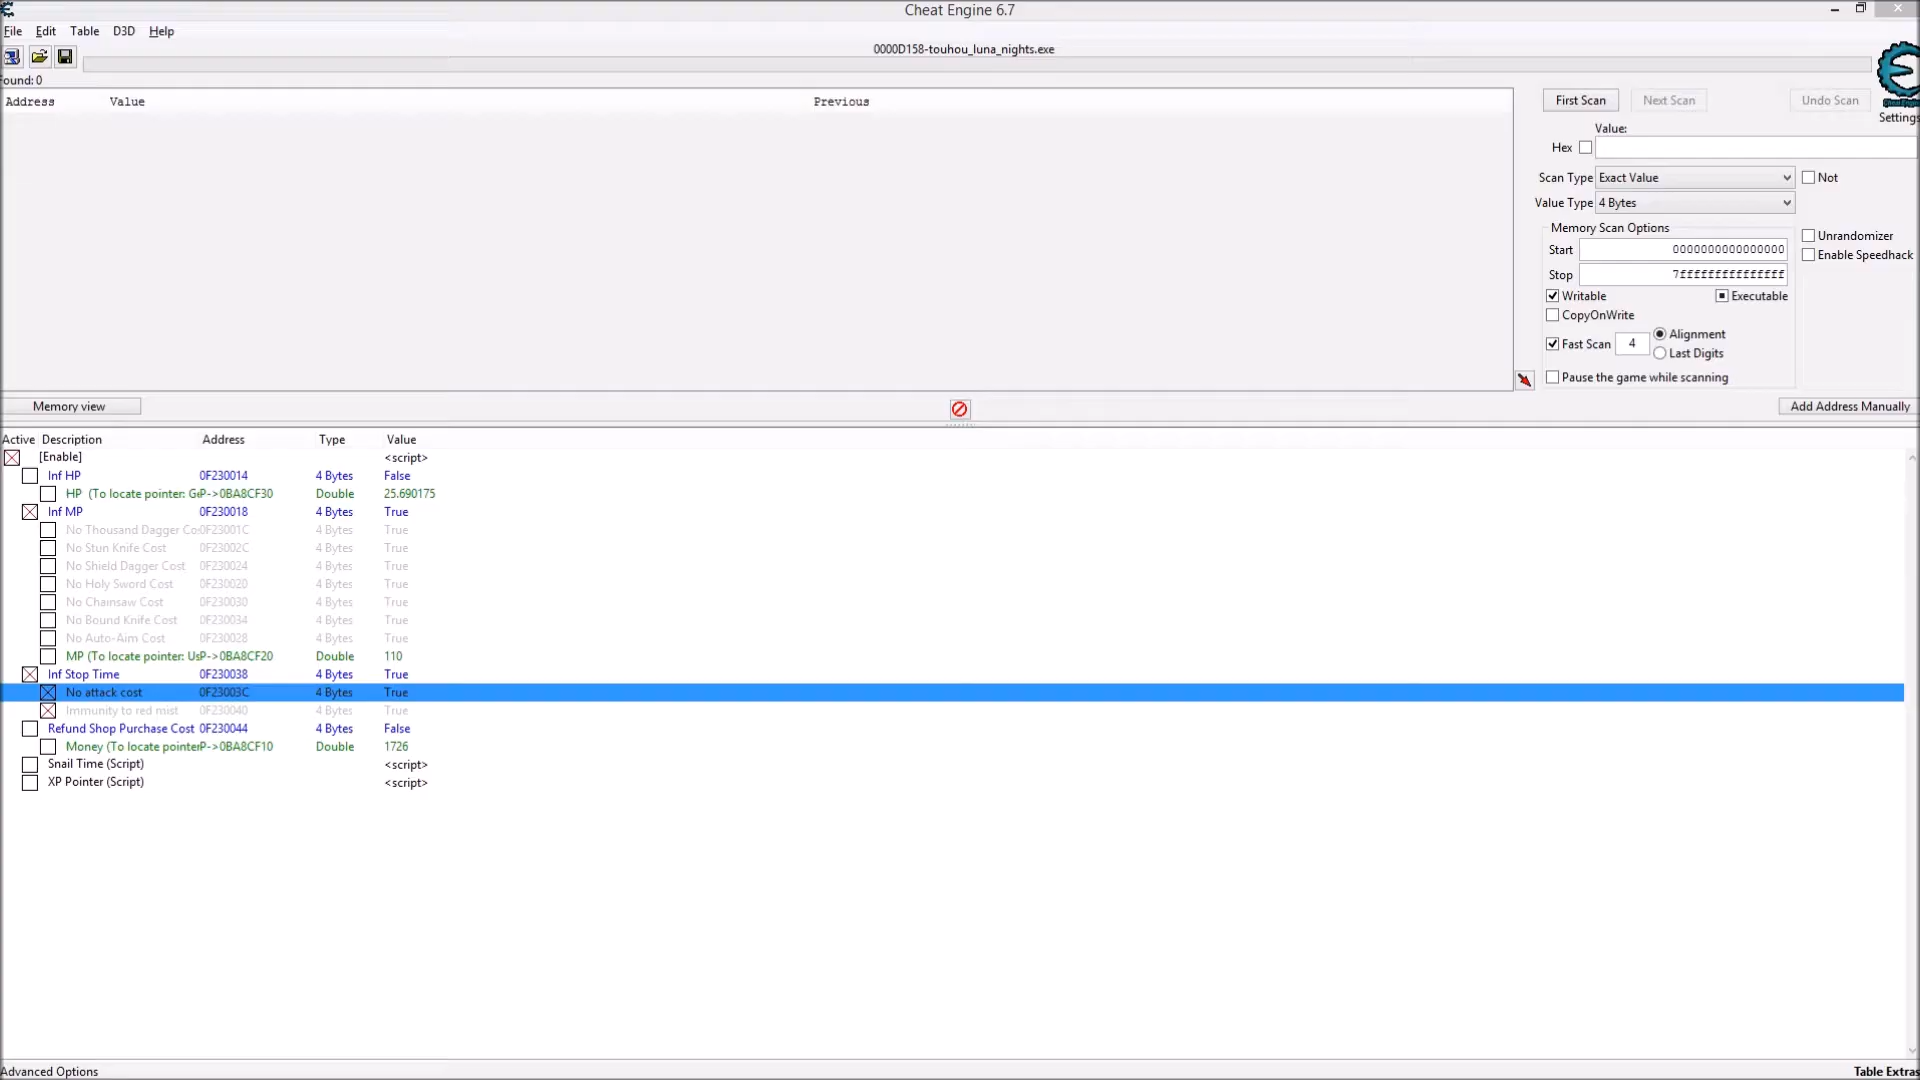 Cheat Engine 6.7
File Edit Table D3D Help
0000D158-touhou_luna_nights.exe
Found: 0
Address Value Previous
First Scan Next Scan Undo Scan
Settings
Value:
Hex
Scan Type Exact Value Not
Value Type 4 Bytes
Memory Scan Options
Unrandomizer
Start 0000000000000000
Enable Speedhack
Stop 7fffffffffffffff
Writable Executable
CopyOnWrite
Fast Scan 4 Alignment
Last Digits
Pause the game while scanning
Memory view Add Address Manually
Active Description Address Type Value
[Enable] <script>
Inf HP 0F230014 4 Bytes False
HP (To locate pointer: Ge P->0BA8CF30 Double 25.690175
Inf MP 0F230018 4 Bytes True
No Thousand Dagger Co 0F23001C 4 Bytes True
No Stun Knife Cost 0F23002C 4 Bytes True
No Shield Dagger Cost 0F230024 4 Bytes True
No Holy Sword Cost 0F230020 4 Bytes True
No Chainsaw Cost 0F230030 4 Bytes True
No Bound Knife Cost 0F230034 4 Bytes True
No Auto-Aim Cost 0F230028 4 Bytes True
MP (To locate pointer: Us P->0BA8CF20 Double 110
Inf Stop Time 0F230038 4 Bytes True
No attack cost 0F23003C 4 Bytes True
Immunity to red mist 0F230040 4 Bytes True
Refund Shop Purchase Cost 0F230044 4 Bytes False
Money (To locate pointer P->0BA8CF10 Double 1726
Snail Time (Script) <script>
XP Pointer (Script) <script>
Advanced Options Table Extras